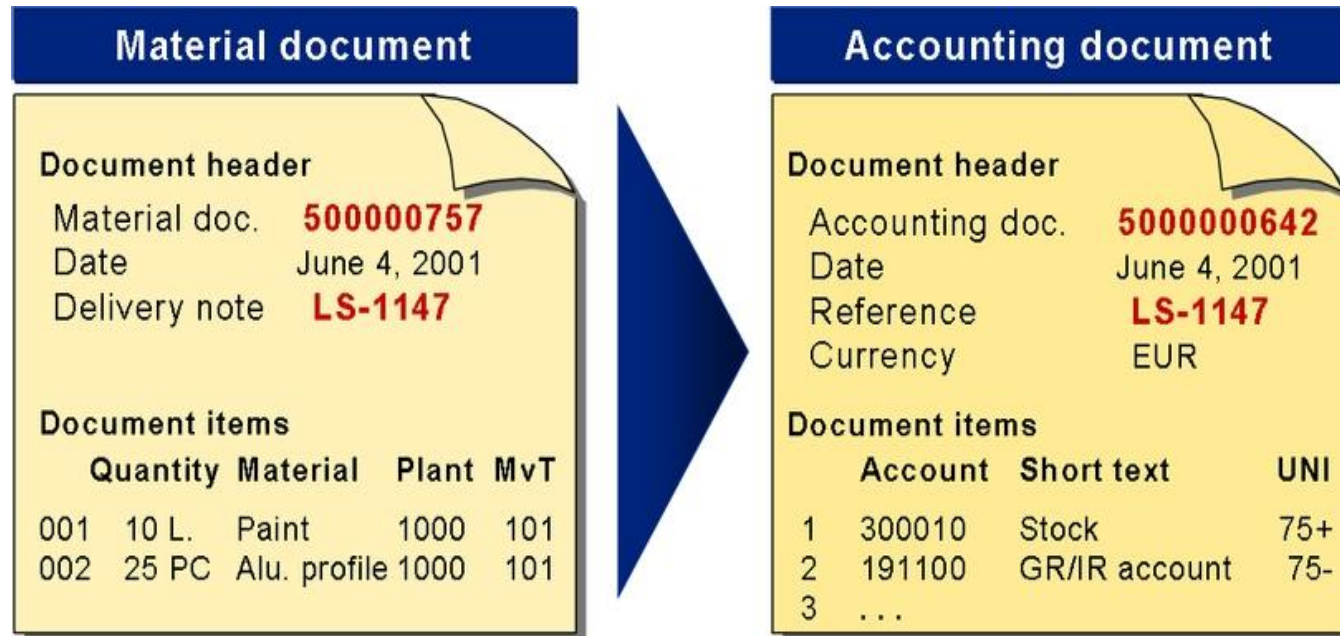 Material document
Document header
Material doc. 500000757
Date June 4, 2001
Delivery note LS-1147
Document items
Quantity Material Plant MvT
001 10 L. Paint 1000 101
002 25 PC Alu. profile 1000 101
Accounting document
Document header
Accounting doc. 5000000642
Date June 4, 2001
Reference LS-1147
Currency EUR
Document items
Account Short text UNI
1 300010 Stock 75+
2 191100 GR/IR account 75-
3 . . .